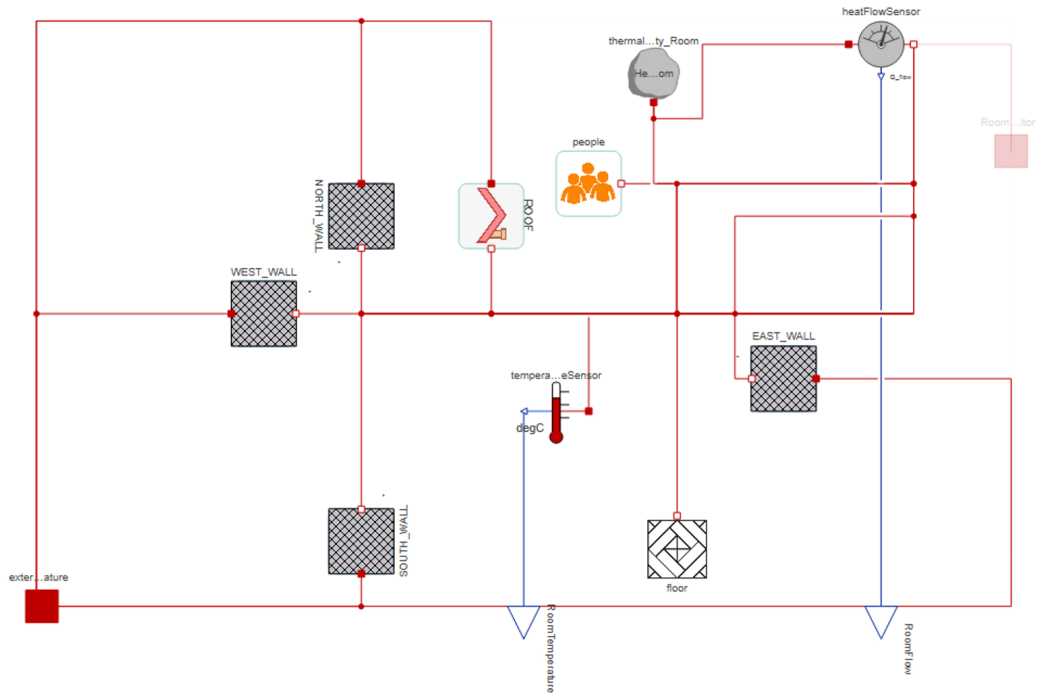 heatFlowSensor
thermal...ty_Room
He...om
Q_flow
Room...itor
people
NORTH_WALL
ROOF
WEST_WALL
EAST_WALL
tempera...eSensor
degC
SOUTH_WALL
exter...ature
floor
RoomTemperature
RoomFlow